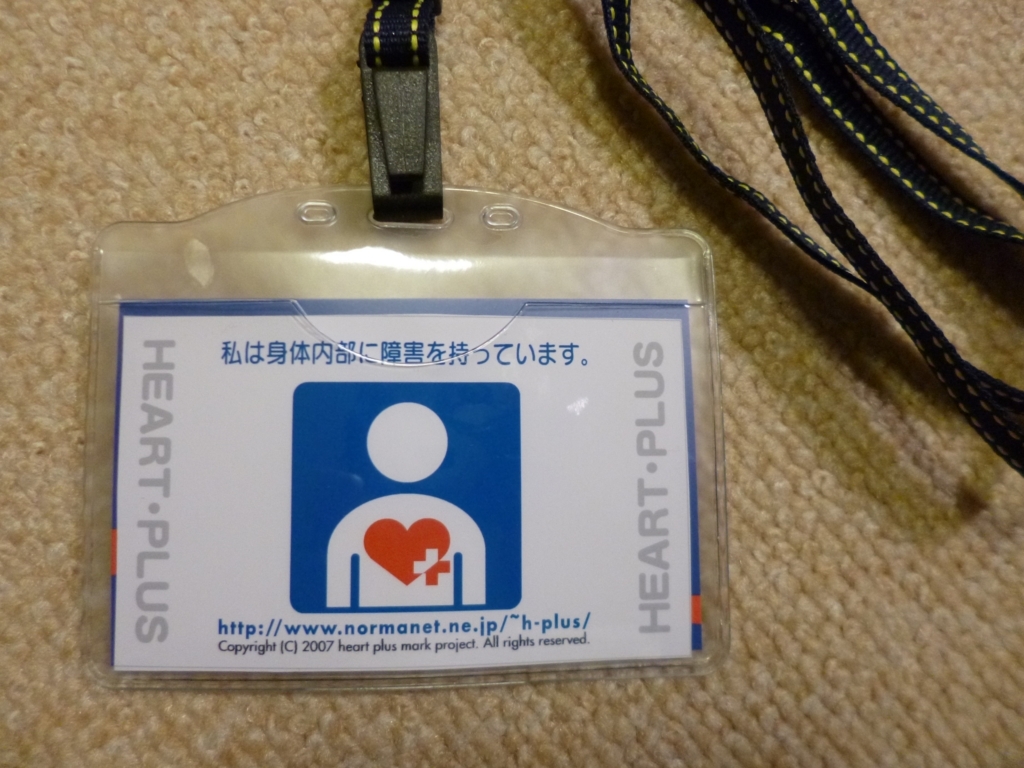 私は身体内部に障害を持っています。
HEART・PLUS
HEART・PLUS
http://www.normanet.ne.jp/~h-plus/
Copyright (C) 2007 heart plus mark project. All rights reserved.